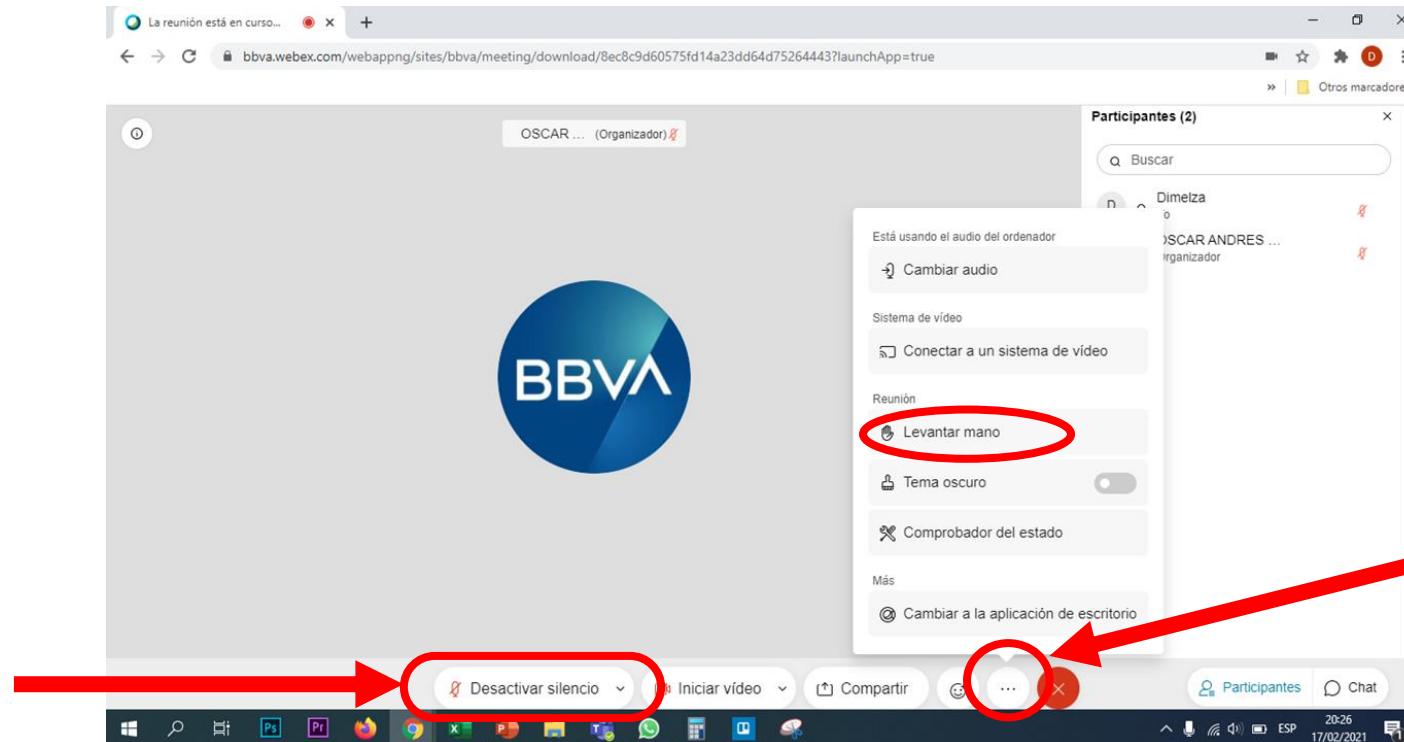 La reunión está en curso...
bbva.webex.com/webappng/sites/bbva/meeting/download/8ec8c9d60575fd14a23dd64d75264443?launchApp=true
D
» Otros marcadore
OSCAR ... (Organizador)
Participantes (2)
Buscar
D Dimelza
o
OSCAR ANDRES ...
rganizador
Está usando el audio del ordenador
Cambiar audio
Sistema de vídeo
Conectar a un sistema de vídeo
Reunión
Levantar mano
Tema oscuro
Comprobador del estado
Más
Cambiar a la aplicación de escritorio
BBVA
Desactivar silencio
Iniciar vídeo
Compartir
...
Participantes
Chat
Ps
Pr
ESP
20:26
17/02/2021